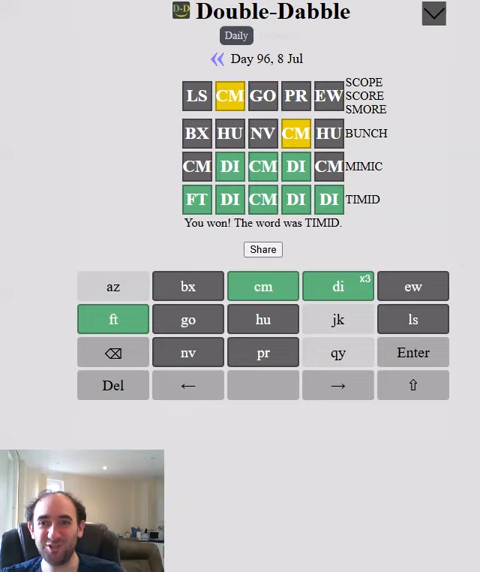 D-D Double-Dabble
Daily
« Day 96, 8 Jul
LS CM GO PR EW SCOPE
SCORE
SMORE
BX HU NV CM HU BUNCH
CM DI CM DI CM MIMIC
FT DI CM DI DI TIMID
You won! The word was TIMID.
Share
az bx cm di x3 ew
ft go hu jk ls
⌫ nv pr qy Enter
Del ← → ⇧